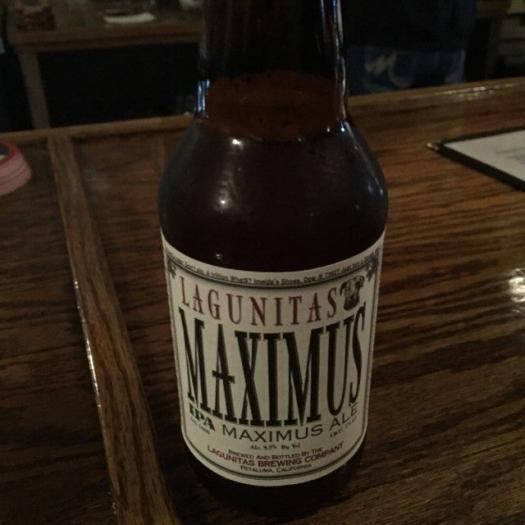 LAGUNITAS
MAXIMUS
IPA MAXIMUS ALE
BREWED AND BOTTLED BY THE
LAGUNITAS BREWING COMPANY
PETALUMA, CALIFORNIA